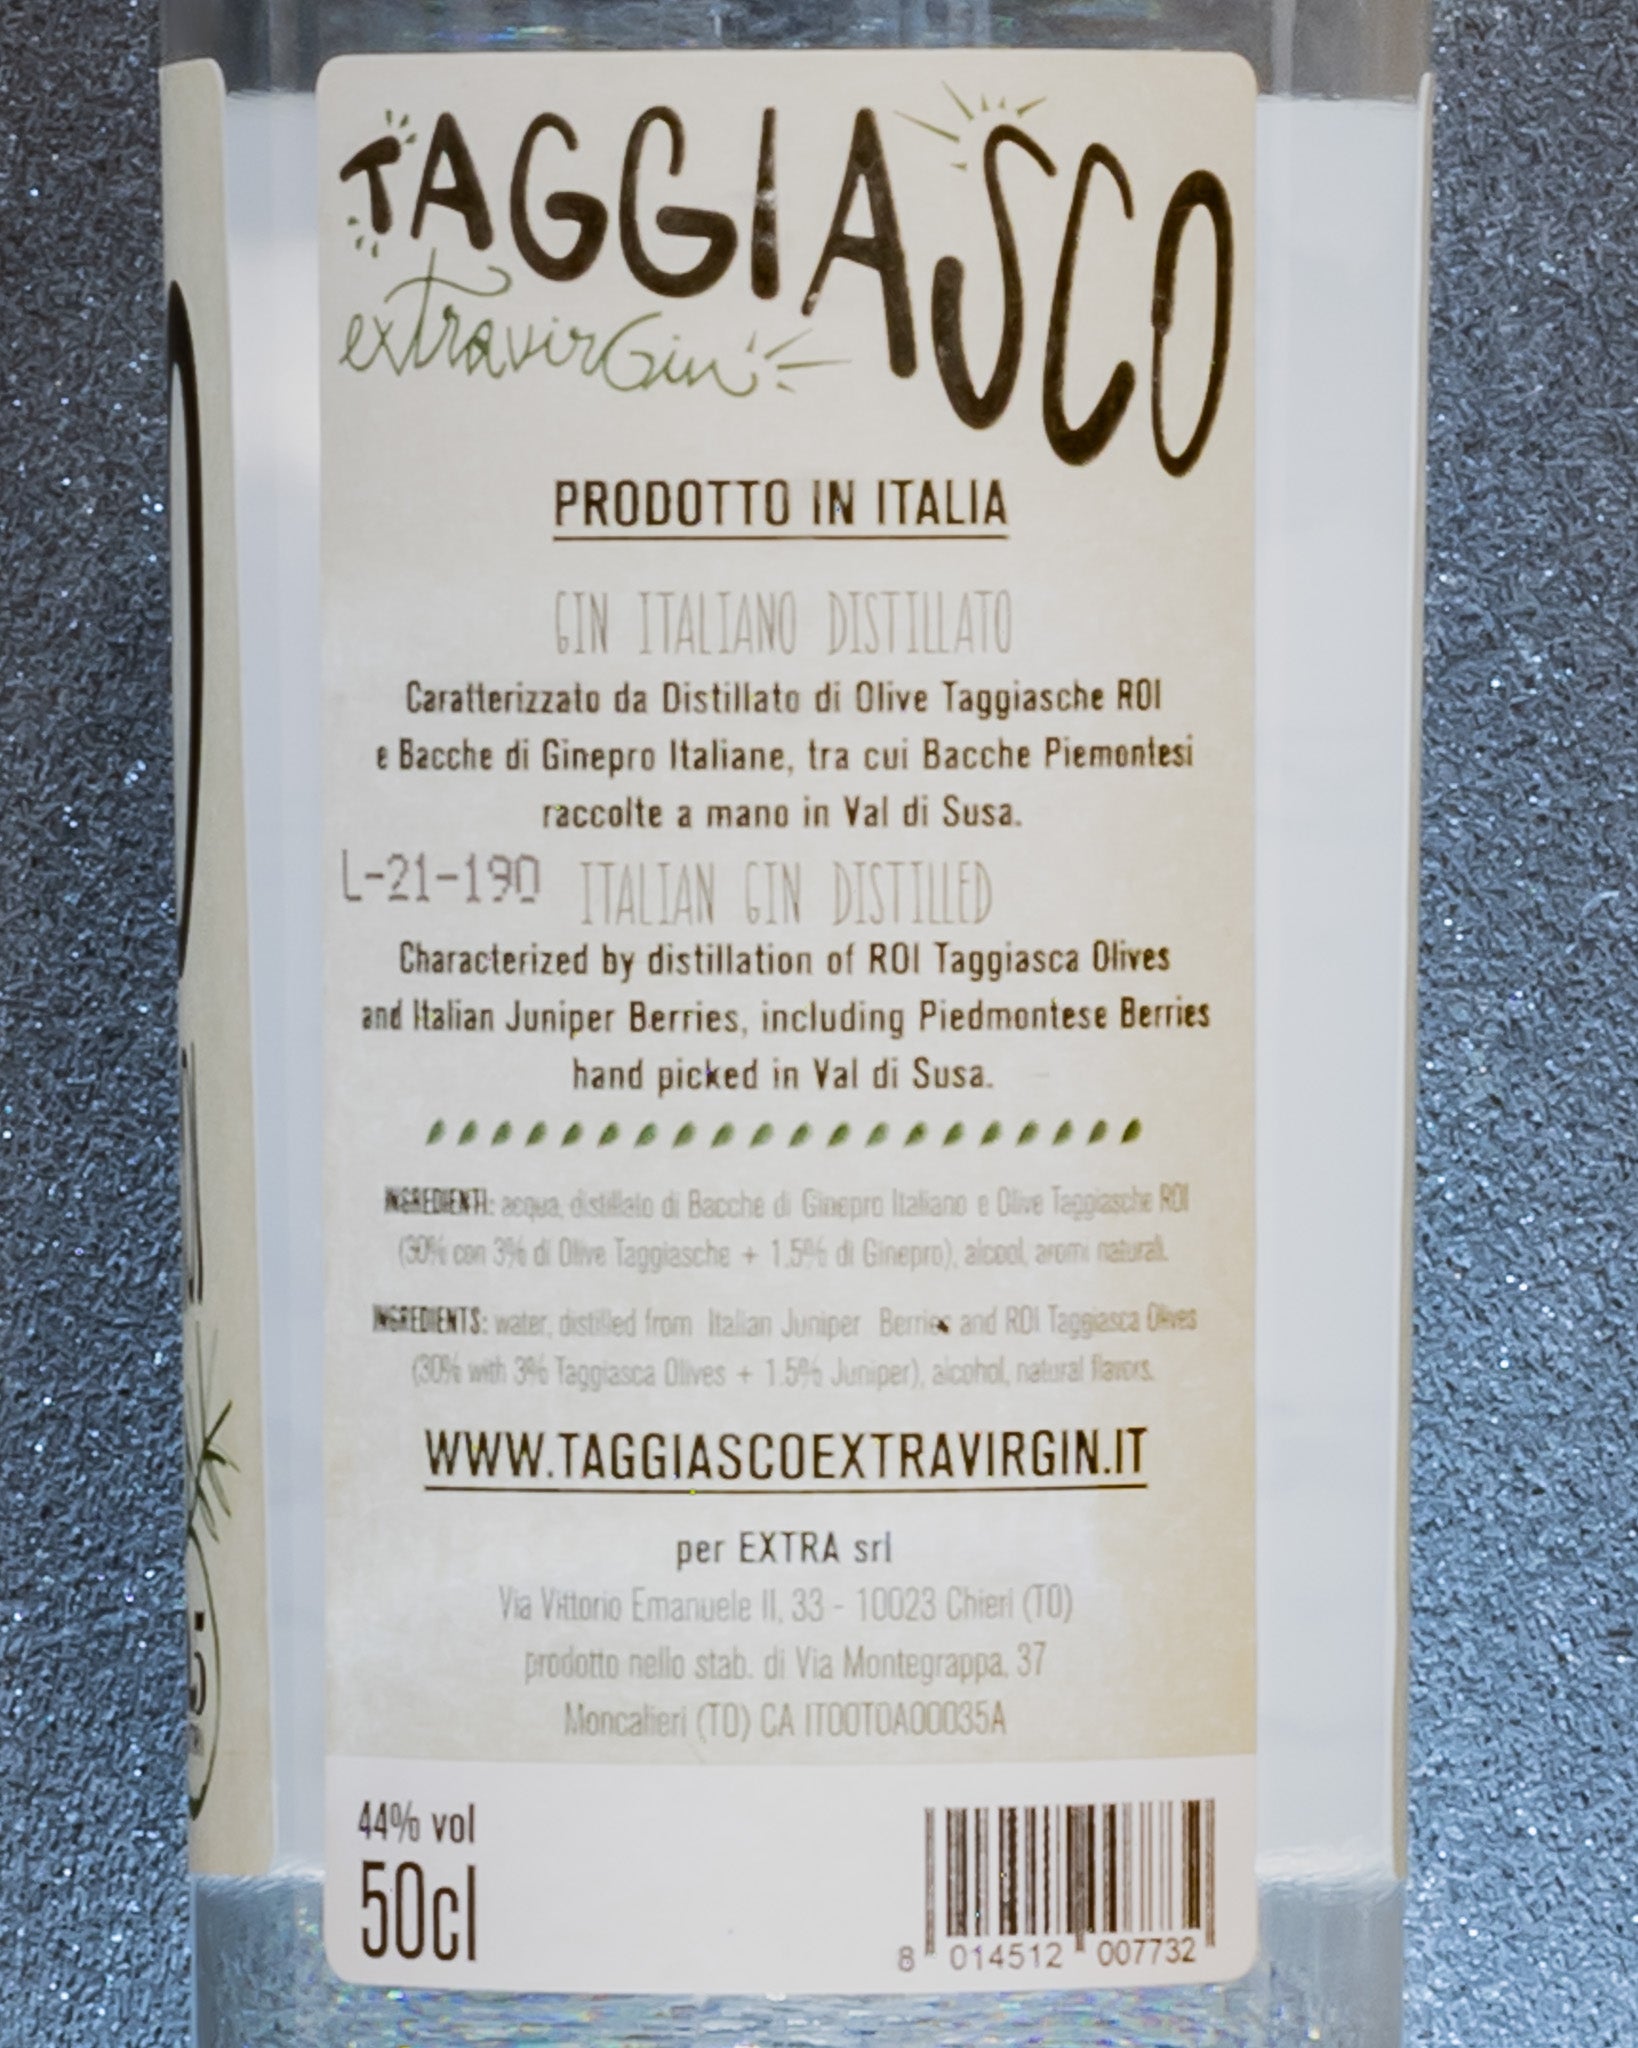 TAGGIASCO
extravirGin
PRODOTTO IN ITALIA
GIN ITALIANO DISTILLATO
Caratterizzato da Distillato di Olive Taggiasche ROI
e Bacche di Ginepro Italiane, tra cui Bacche Piemontesi
raccolte a mano in Val di Susa.
L-21-190
ITALIAN GIN DISTILLED
Characterized by distillation of ROI Taggiasca Olives
and Italian Juniper Berries, including Piedmontese Berries
hand picked in Val di Susa.
INGREDIENTI: acqua, distillato di Bacche di Ginepro Italiano e Olive Taggiasche ROI
(30% con 3% di Olive Taggiasche + 1.5% di Ginepro), alcool, aromi naturali.
INGREDIENTS: water, distilled from Italian Juniper Berries and ROI Taggiasca Olives
(30% with 3% Taggiasca Olives + 1.5% Juniper), alcohol, natural flavors.
WWW.TAGGIASCOEXTRAVIRGIN.IT
per EXTRA srl
Via Vittorio Emanuele II, 33 - 10023 Chieri (TO)
prodotto nello stab. di Via Montegrappa, 37
Moncalieri (TO) CA IT00TOA00035A
44% vol
50cl
8 014512 007732